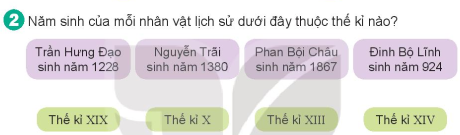 2 Năm sinh của mỗi nhân vật lịch sử dưới đây thuộc thế kỉ nào?
Trần Hưng Đạo
sinh năm 1228
Nguyễn Trãi
sinh năm 1380
Phan Bội Châu
sinh năm 1867
Đinh Bộ Lĩnh
sinh năm 924
Thế kỉ XIX
Thế kỉ X
Thế kỉ XIII
Thế kỉ XIV